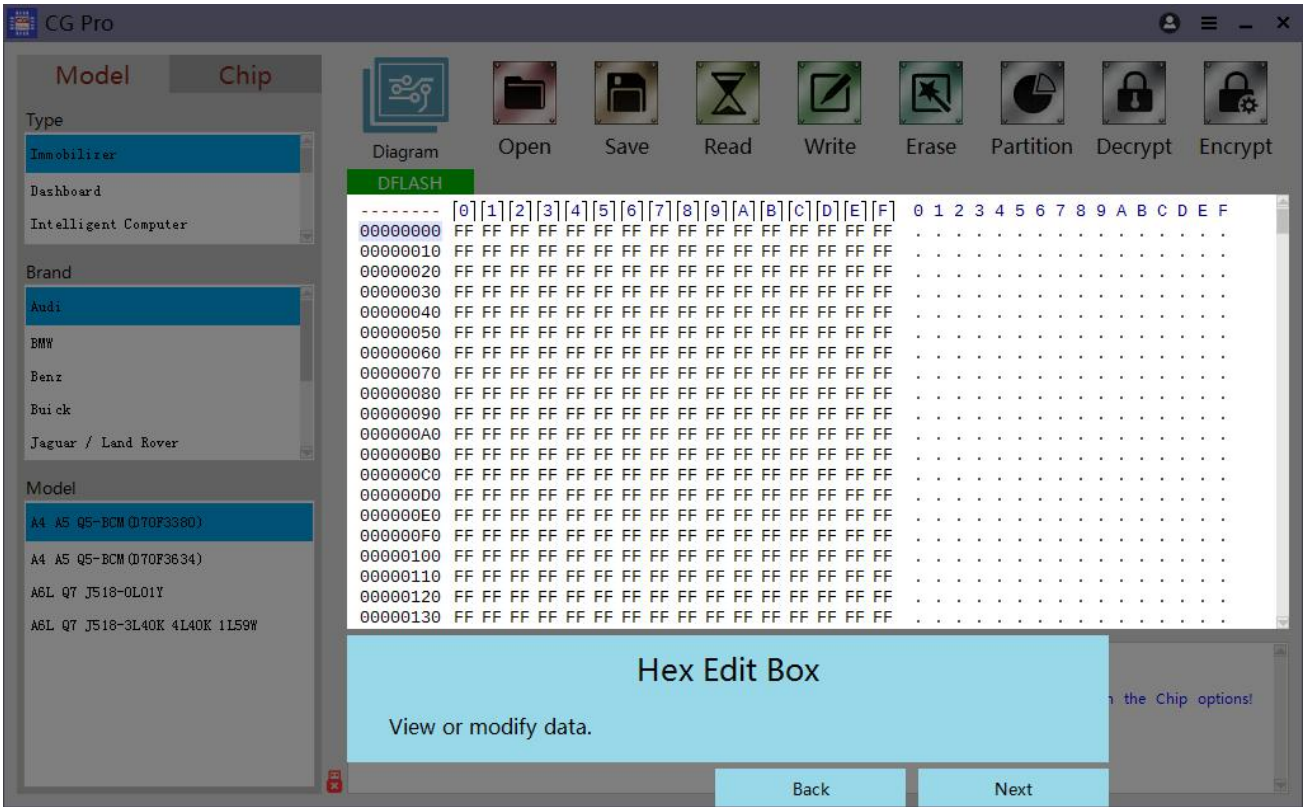 CG Pro
Model Chip
Type
Immobilizer
Dashboard
Intelligent Computer
Brand
Audi
BMW
Benz
Buick
Jaguar / Land Rover
Model
A4 A5 Q5-BCM(D70F3380)
A4 A5 Q5-BCM(D70F3634)
A6L Q7 J518-0L01Y
A6L Q7 J518-3L40K 4L40K 1L59W
Diagram Open Save Read Write Erase Partition Decrypt Encrypt
DFLASH
-------- [0][1][2][3][4][5][6][7][8][9][A][B][C][D][E][F] 0 1 2 3 4 5 6 7 8 9 A B C D E F
00000000 FF FF FF FF FF FF FF FF FF FF FF FF FF FF FF FF . . . . . . . . . . . . . . . .
00000010 FF FF FF FF FF FF FF FF FF FF FF FF FF FF FF FF . . . . . . . . . . . . . . . .
00000020 FF FF FF FF FF FF FF FF FF FF FF FF FF FF FF FF . . . . . . . . . . . . . . . .
00000030 FF FF FF FF FF FF FF FF FF FF FF FF FF FF FF FF . . . . . . . . . . . . . . . .
00000040 FF FF FF FF FF FF FF FF FF FF FF FF FF FF FF FF . . . . . . . . . . . . . . . .
00000050 FF FF FF FF FF FF FF FF FF FF FF FF FF FF FF FF . . . . . . . . . . . . . . . .
00000060 FF FF FF FF FF FF FF FF FF FF FF FF FF FF FF FF . . . . . . . . . . . . . . . .
00000070 FF FF FF FF FF FF FF FF FF FF FF FF FF FF FF FF . . . . . . . . . . . . . . . .
00000080 FF FF FF FF FF FF FF FF FF FF FF FF FF FF FF FF . . . . . . . . . . . . . . . .
00000090 FF FF FF FF FF FF FF FF FF FF FF FF FF FF FF FF . . . . . . . . . . . . . . . .
000000A0 FF FF FF FF FF FF FF FF FF FF FF FF FF FF FF FF . . . . . . . . . . . . . . . .
000000B0 FF FF FF FF FF FF FF FF FF FF FF FF FF FF FF FF . . . . . . . . . . . . . . . .
000000C0 FF FF FF FF FF FF FF FF FF FF FF FF FF FF FF FF . . . . . . . . . . . . . . . .
000000D0 FF FF FF FF FF FF FF FF FF FF FF FF FF FF FF FF . . . . . . . . . . . . . . . .
000000E0 FF FF FF FF FF FF FF FF FF FF FF FF FF FF FF FF . . . . . . . . . . . . . . . .
000000F0 FF FF FF FF FF FF FF FF FF FF FF FF FF FF FF FF . . . . . . . . . . . . . . . .
00000100 FF FF FF FF FF FF FF FF FF FF FF FF FF FF FF FF . . . . . . . . . . . . . . . .
00000110 FF FF FF FF FF FF FF FF FF FF FF FF FF FF FF FF . . . . . . . . . . . . . . . .
00000120 FF FF FF FF FF FF FF FF FF FF FF FF FF FF FF FF . . . . . . . . . . . . . . . .
00000130 FF FF FF FF FF FF FF FF FF FF FF FF FF FF FF FF . . . . . . . . . . . . . . . .
Hex Edit Box
View or modify data.
the Chip options!
Back Next